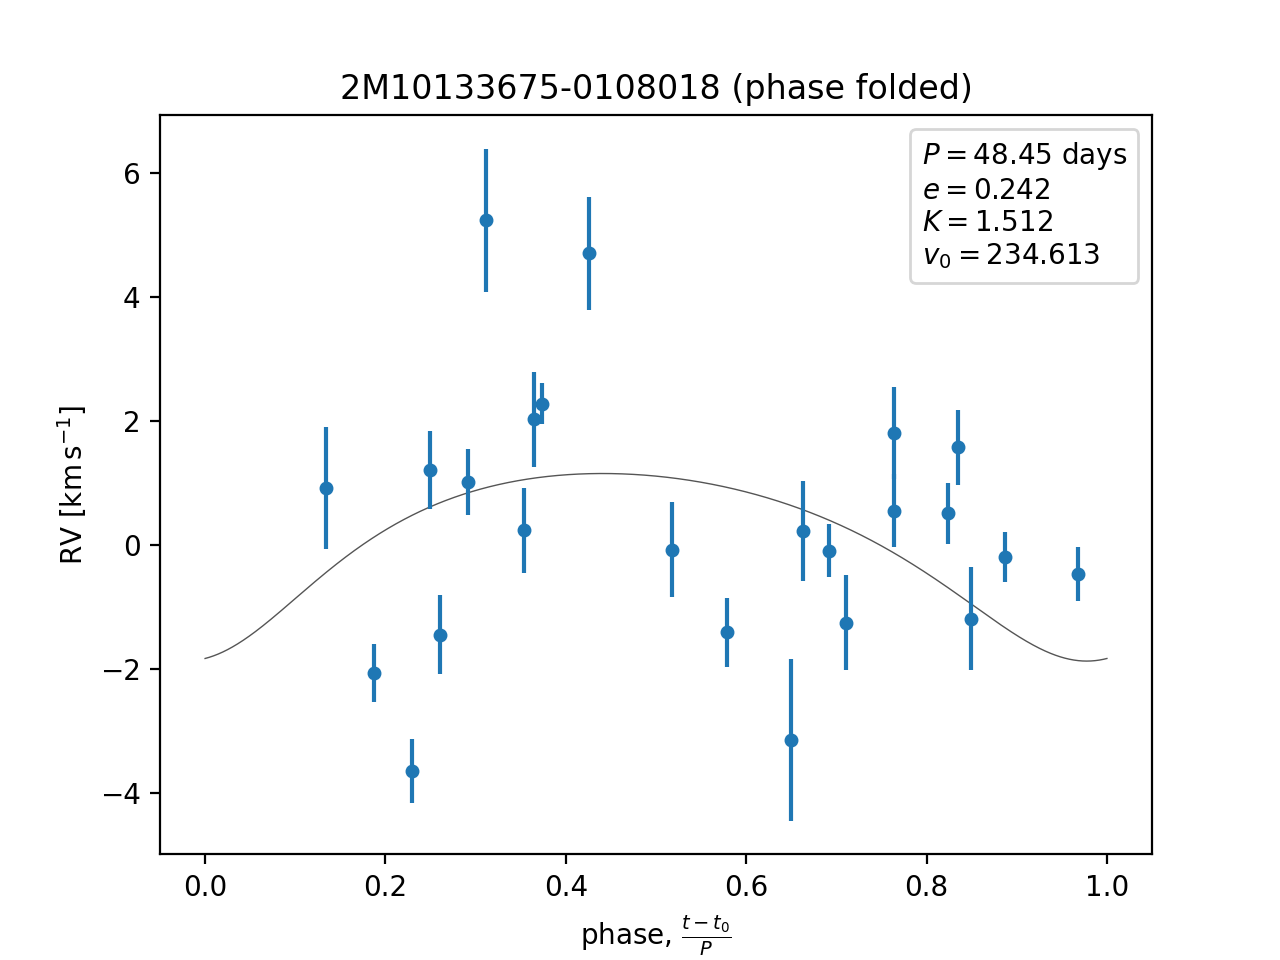 2M10133675-0108018 (phase folded)
P = 48.45 days
e = 0.242
K = 1.512
v₀ = 234.613
RV [km s⁻¹]
6
4
2
0
−2
−4
0.0 0.2 0.4 0.6 0.8 1.0
phase, (t − t₀)/P